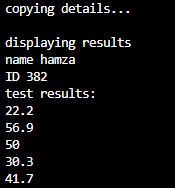 copying details...
displaying results
name hamza
ID 382
test results:
22.2
56.9
50
30.3
41.7